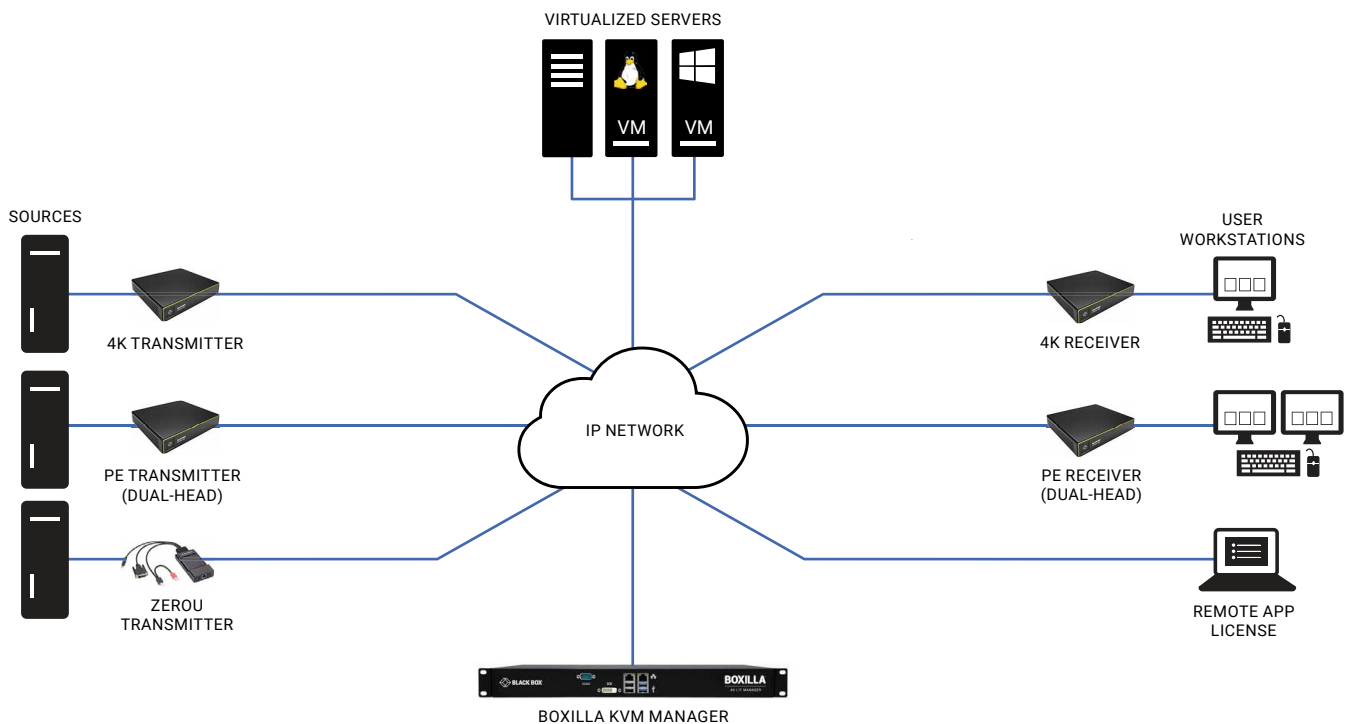 VIRTUALIZED SERVERS
VM
VM
SOURCES
USER
WORKSTATIONS
4K TRANSMITTER
4K RECEIVER
IP NETWORK
PE TRANSMITTER
(DUAL-HEAD)
PE RECEIVER
(DUAL-HEAD)
ZEROU
TRANSMITTER
REMOTE APP
LICENSE
BLACK BOX
BOXILLA
BOXILLA KVM MANAGER